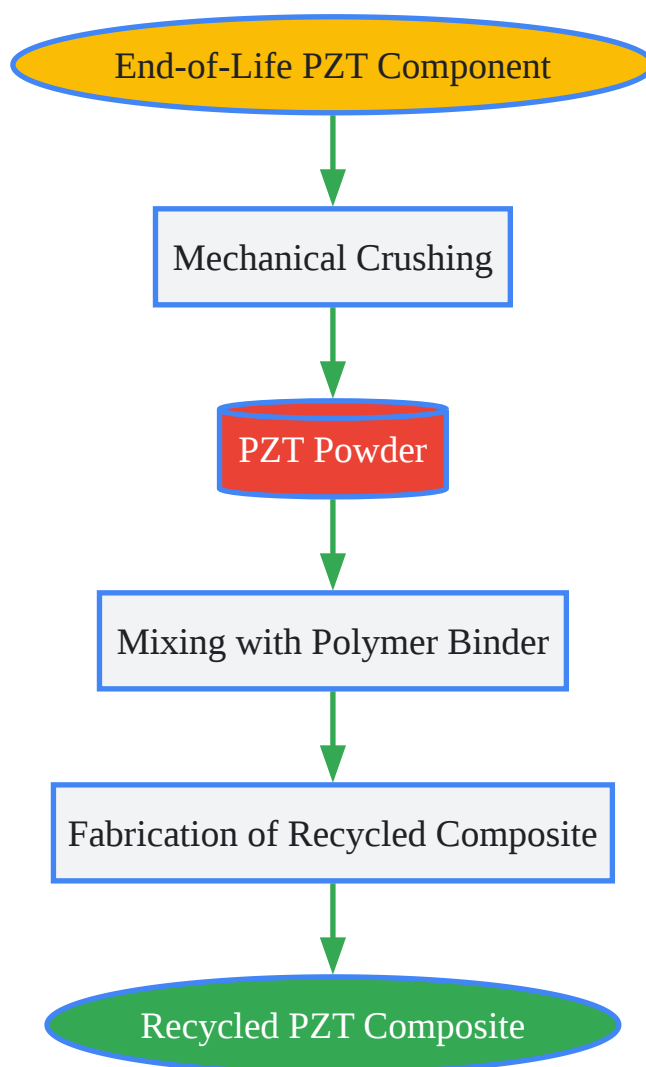 End-of-Life PZT Component
Mechanical Crushing
PZT Powder
Mixing with Polymer Binder
Fabrication of Recycled Composite
Recycled PZT Composite